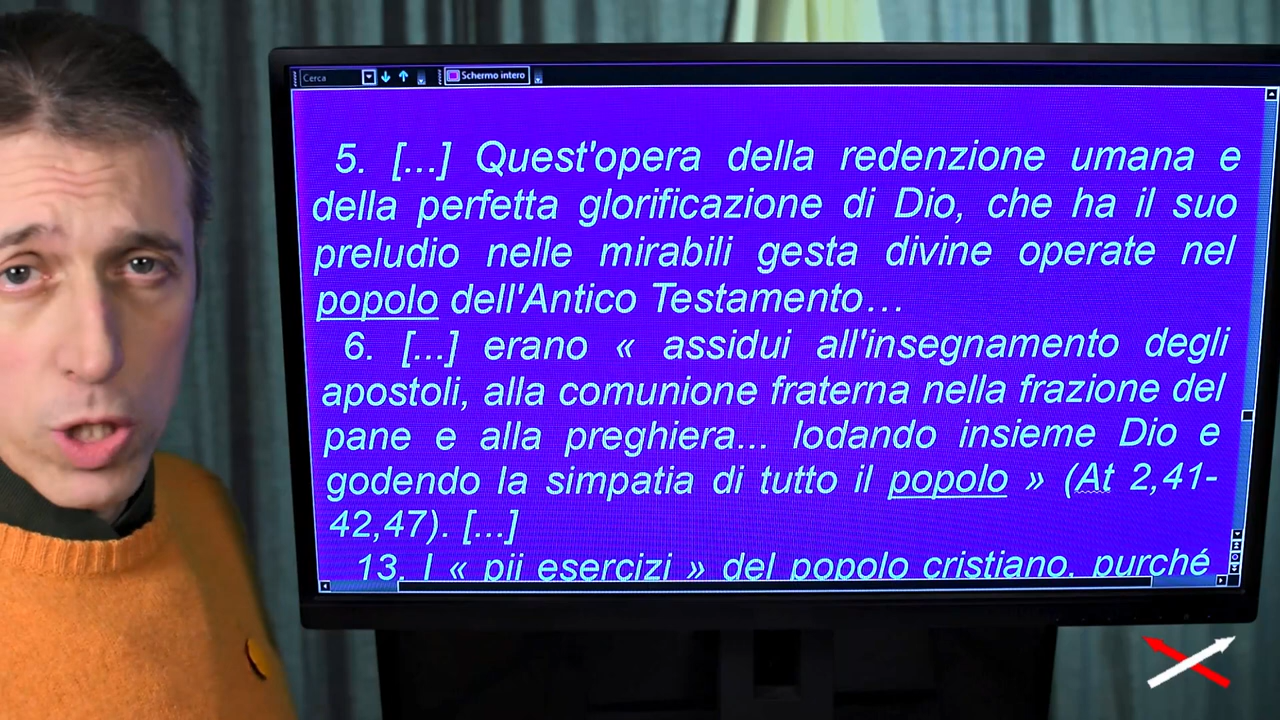 Cerca
Schermo intero
5. [...] Quest'opera della redenzione umana e
della perfetta glorificazione di Dio, che ha il suo
preludio nelle mirabili gesta divine operate nel
popolo dell'Antico Testamento…
6. [...] erano « assidui all'insegnamento degli
apostoli, alla comunione fraterna nella frazione del
pane e alla preghiera... lodando insieme Dio e
godendo la simpatia di tutto il popolo » (At 2,41-
42,47). [...]
13. I « pii esercizi » del popolo cristiano, purché